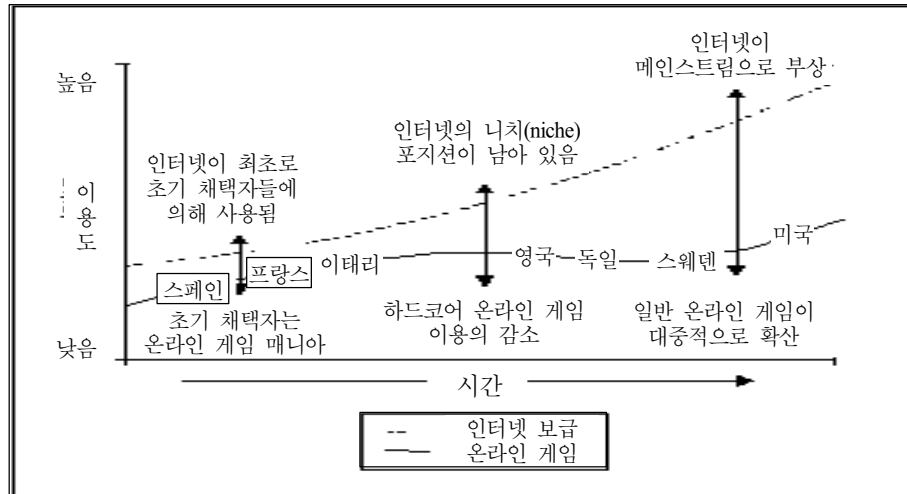 인터넷이
메인스트림으로 부상
높음
인터넷의 니치(niche)
포지션이 남아 있음
인터넷이 최초로
초기 채택자들에
의해 사용됨
이용도
미국
스페인
프랑스
이태리
영국
독일
스웨덴
초기 채택자는
온라인 게임 매니아
하드코어 온라인 게임
이용의 감소
일반 온라인 게임이
대중적으로 확산
낮음
시간
인터넷 보급
온라인 게임